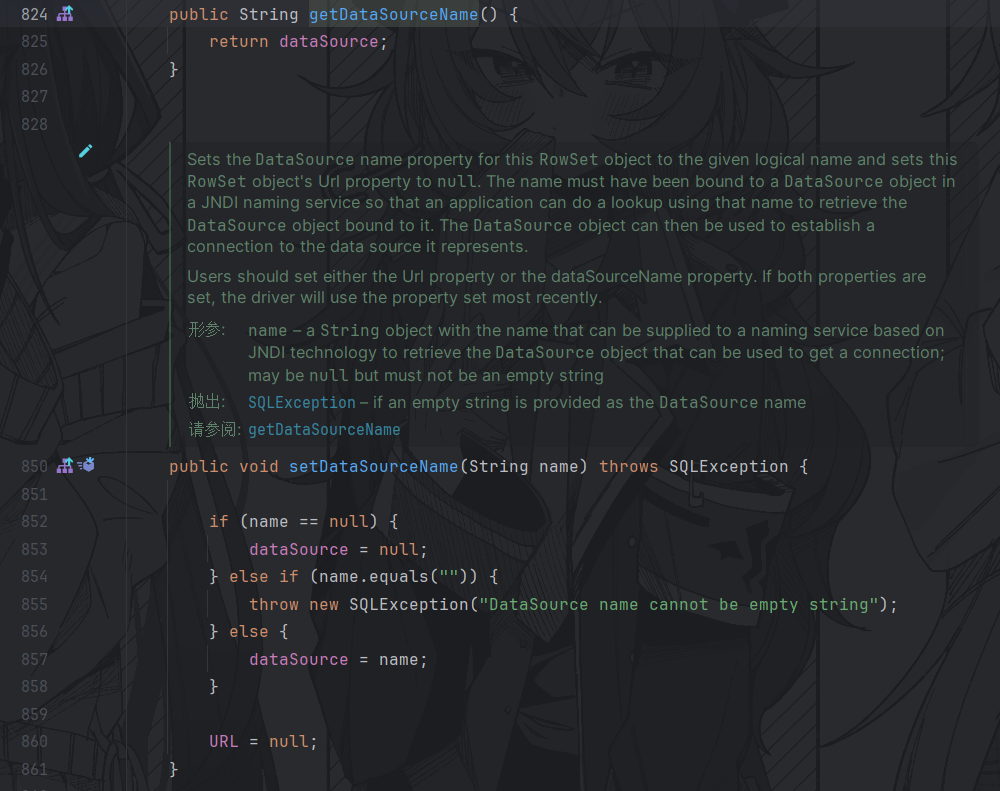 824 public String getDataSourceName() {
825 return dataSource;
826 }
827
828
Sets the DataSource name property for this RowSet object to the given logical name and sets this
RowSet object's Url property to null. The name must have been bound to a DataSource object in
a JNDI naming service so that an application can do a lookup using that name to retrieve the
DataSource object bound to it. The DataSource object can then be used to establish a
connection to the data source it represents.
Users should set either the Url property or the dataSourceName property. If both properties are
set, the driver will use the property set most recently.
形参: name – a String object with the name that can be supplied to a naming service based on
JNDI technology to retrieve the DataSource object that can be used to get a connection;
may be null but must not be an empty string
抛出: SQLException – if an empty string is provided as the DataSource name
请参阅: getDataSourceName
850 public void setDataSourceName(String name) throws SQLException {
851
852 if (name == null) {
853 dataSource = null;
854 } else if (name.equals("")) {
855 throw new SQLException("DataSource name cannot be empty string");
856 } else {
857 dataSource = name;
858 }
859
860 URL = null;
861 }